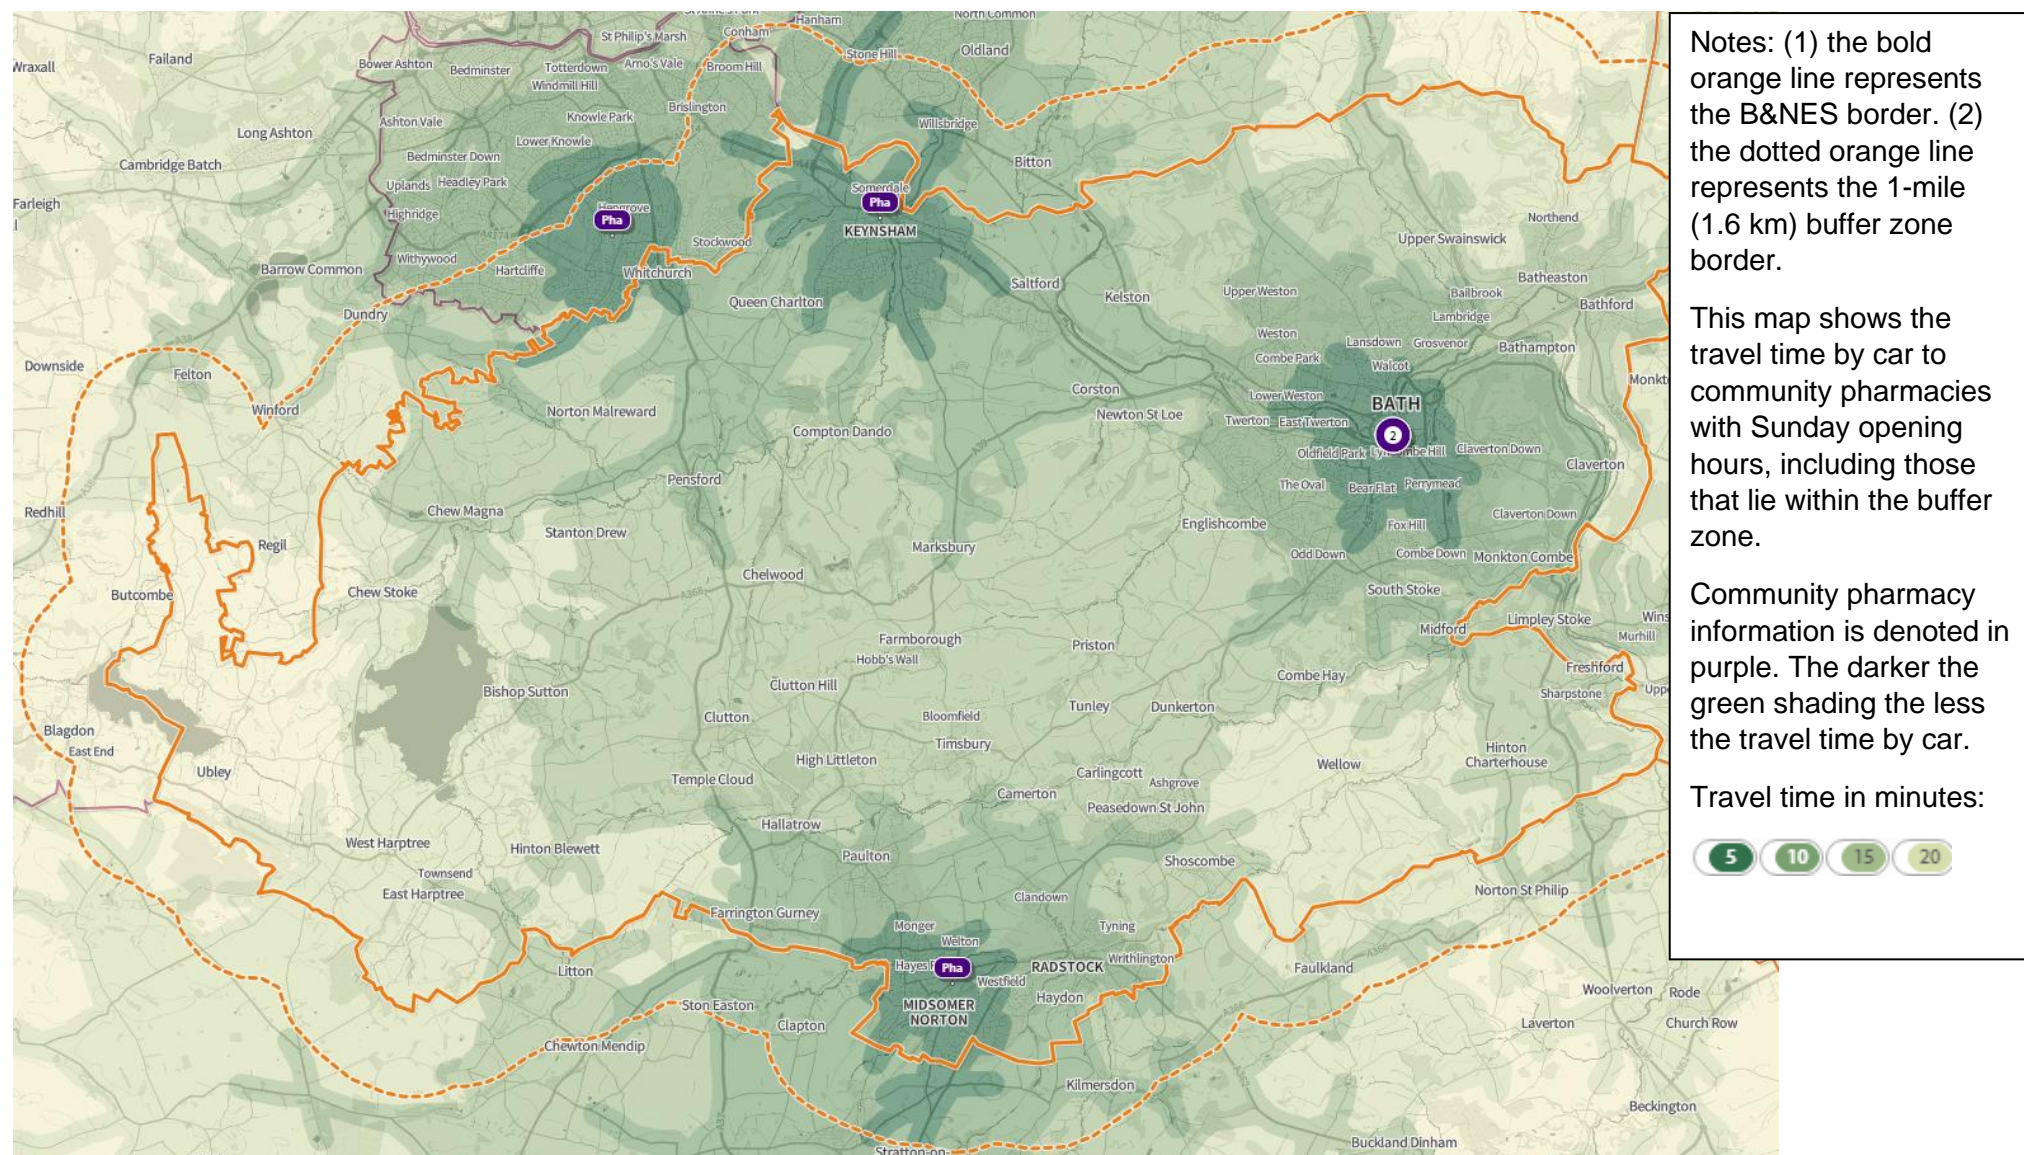 St Philip's Marsh
Conham
Hanham
North Common
Wraxall
Failand
Bower Ashton
Bedminster
Totterdown
Arno's Vale
Broom Hill
Stone Hill
Oldland
Windmill Hill
Brislington
Long Ashton
Ashton Vale
Knowle Park
Willsbridge
Lower Knowle
Cambridge Batch
Bedminster Down
Bitton
Uplands
Headley Park
Somerdale
Farleigh
Highridge
Hengrove
Pha
Pha
KEYNSHAM
Northend
Stockwood
Upper Swainswick
Withywood
Barrow Common
Hartcliffe
Whitchurch
Batheaston
Saltford
Kelston
Upper Weston
Bailbrook
Bathford
Queen Charlton
Dundry
Lambridge
Weston
Lansdown
Grosvenor
Bathampton
Downside
Felton
Combe Park
Walcot
Corston
Lower Weston
BATH
Winford
Norton Malreward
Newton St Loe
Twerton
East Twerton
Compton Dando
2
Oldfield Park
Claverton Down
Claverton
Pensford
The Oval
Bear Flat
Perrymead
Redhill
Chew Magna
Stanton Drew
Englishcombe
Fox Hill
Claverton Down
Regil
Marksbury
Odd Down
Combe Down
Monkton Combe
Chelwood
Butcombe
Chew Stoke
South Stoke
Limpley Stoke
Midford
Murhill
Farmborough
Priston
Hobb's Wall
Freshford
Combe Hay
Bishop Sutton
Clutton Hill
Sharpstone
Clutton
Bloomfield
Tunley
Dunkerton
Blagdon
East End
Timsbury
Hinton
Charterhouse
High Littleton
Wellow
Ubley
Temple Cloud
Carlingcott
Ashgrove
Camerton
Peasedown St John
Hallatrow
West Harptree
Hinton Blewett
Paulton
Shoscombe
Townsend
East Harptree
Clandown
Norton St Philip
Farrington Gurney
Monger
Welton
Tyning
Pha
Litton
RADSTOCK
Writhlington
Faulkland
Westfield
Ston Easton
MIDSOMER
NORTON
Haydon
Woolverton
Rode
Clapton
Laverton
Church Row
Chewton Mendip
Kilmersdon
Beckington
Buckland Dinham
Notes: (1) the bold
orange line represents
the B&NES border. (2)
the dotted orange line
represents the 1-mile
(1.6 km) buffer zone
border.
This map shows the
travel time by car to
community pharmacies
with Sunday opening
hours, including those
that lie within the buffer
zone.
Community pharmacy
information is denoted in
purple. The darker the
green shading the less
the travel time by car.
Travel time in minutes:
5 10 15 20